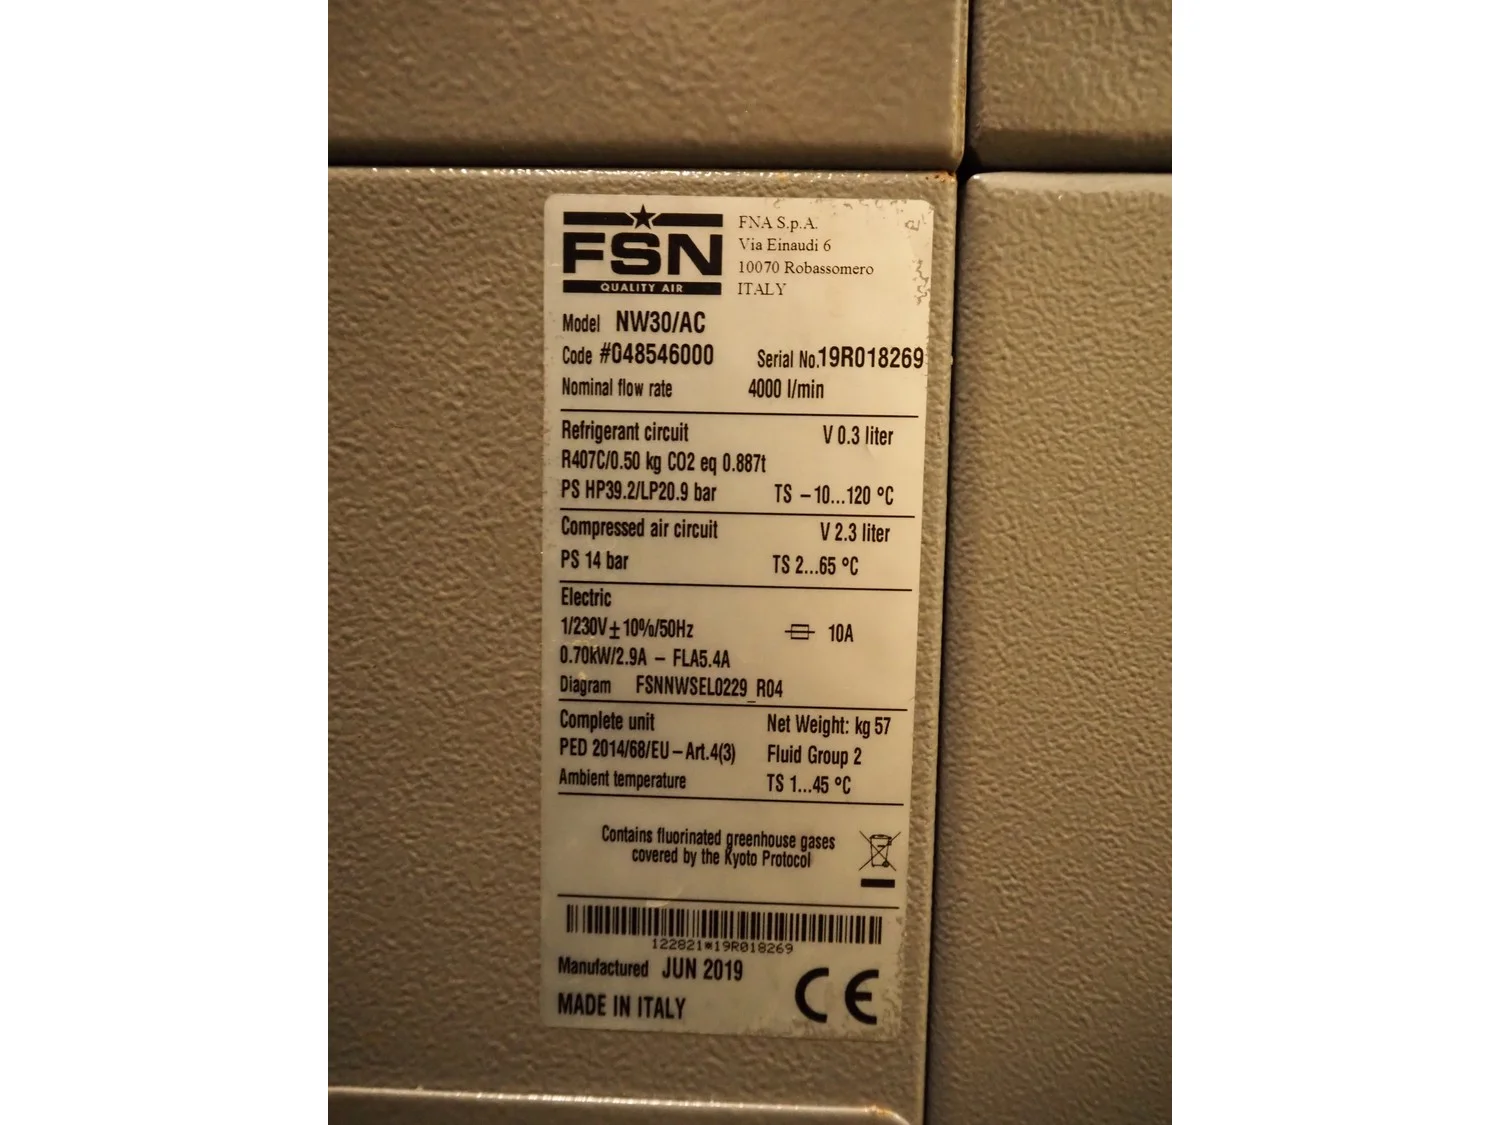 FSN
QUALITY AIR
FNA S.p.A.
Via Einaudi 6
10070 Robassomero
ITALY
Model NW30/AC
Code #048546000 Serial No.19R018269
Nominal flow rate 4000 l/min
Refrigerant circuit V 0.3 liter
R407C/0.50 kg CO2 eq 0.887t
PS HP39.2/LP20.9 bar TS -10...120 °C
Compressed air circuit V 2.3 liter
PS 14 bar TS 2...65 °C
Electric
1/230V±10%/50Hz 10A
0.70kW/2.9A - FLA5.4A
Diagram FSNNWSEL0229_R04
Complete unit Net Weight: kg 57
PED 2014/68/EU-Art.4(3) Fluid Group 2
Ambient temperature TS 1...45 °C
Contains fluorinated greenhouse gases
covered by the Kyoto Protocol
122821*19R018269
Manufactured JUN 2019
MADE IN ITALY CE